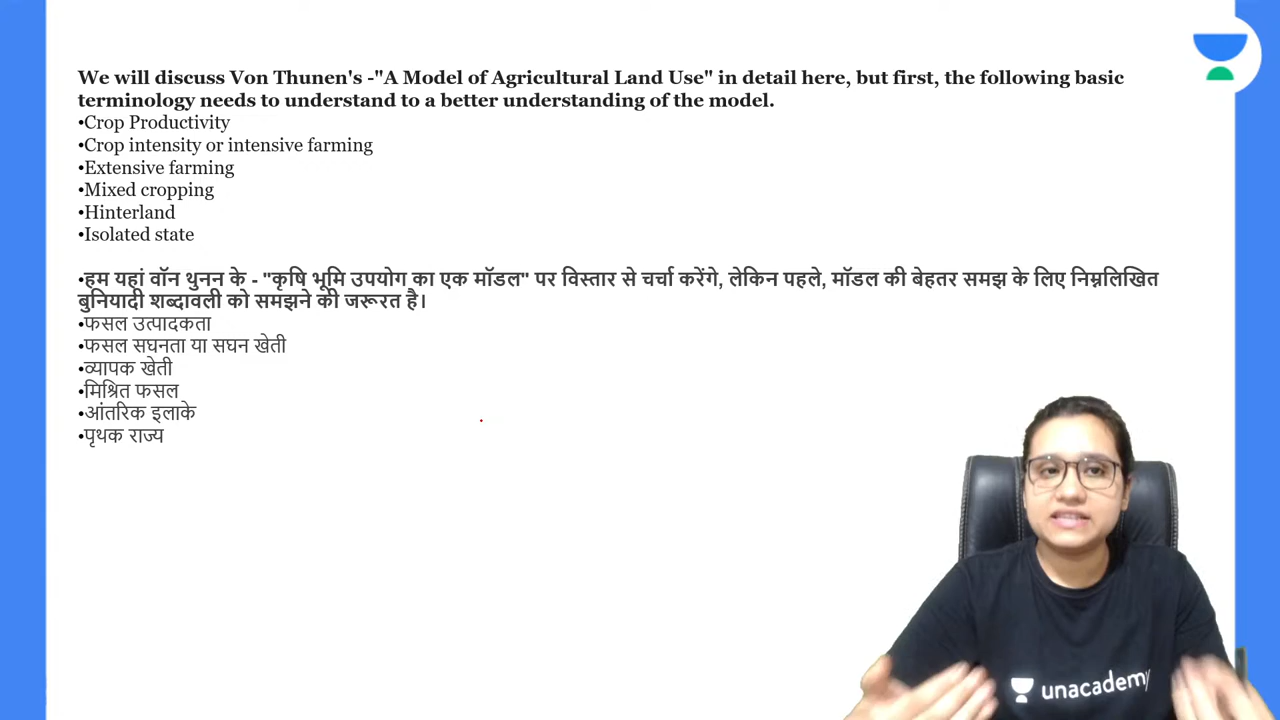 We will discuss Von Thunen's -"A Model of Agricultural Land Use" in detail here, but first, the following basic
terminology needs to understand to a better understanding of the model.
•Crop Productivity
•Crop intensity or intensive farming
•Extensive farming
•Mixed cropping
•Hinterland
•Isolated state
•हम यहां वॉन थुनन के - "कृषि भूमि उपयोग का एक मॉडल" पर विस्तार से चर्चा करेंगे, लेकिन पहले, मॉडल की बेहतर समझ के लिए निम्नलिखित
बुनियादी शब्दावली को समझने की जरूरत है।
•फसल उत्पादकता
•फसल सघनता या सघन खेती
•व्यापक खेती
•मिश्रित फसल
•आंतरिक इलाके
•पृथक राज्य
unacademy